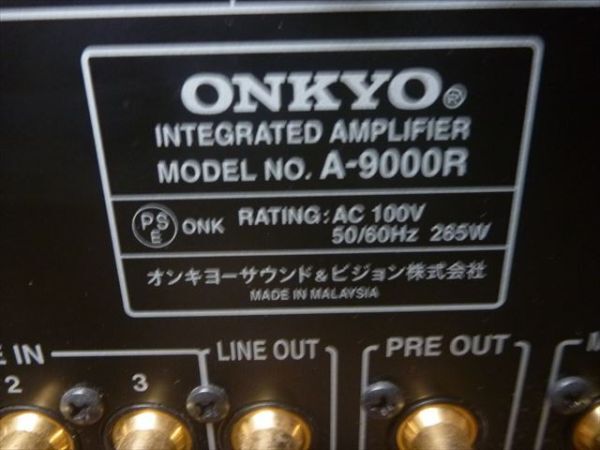 ONKYO®
INTEGRATED AMPLIFIER
MODEL NO. A-9000R
PS E ONK RATING: AC 100V
50/60Hz 265W
オンキヨーサウンド&ビジョン株式会社
MADE IN MALAYSIA
IN LINE OUT PRE OUT
2 3